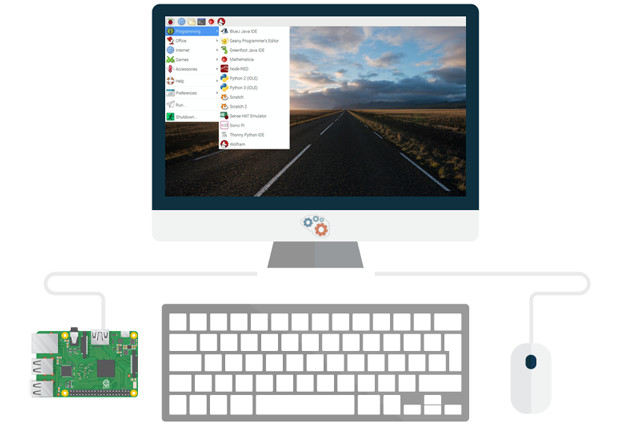 Programming
Office
Internet
Games
Accessories
Help
Preferences
Run...
Shutdown...
BlueJ Java IDE
Geany Programmer's Editor
Greenfoot Java IDE
Mathematica
Node-RED
Python 2 (IDLE)
Python 3 (IDLE)
Scratch
Scratch 2
Sense HAT Emulator
Sonic Pi
Thonny Python IDE
Wolfram